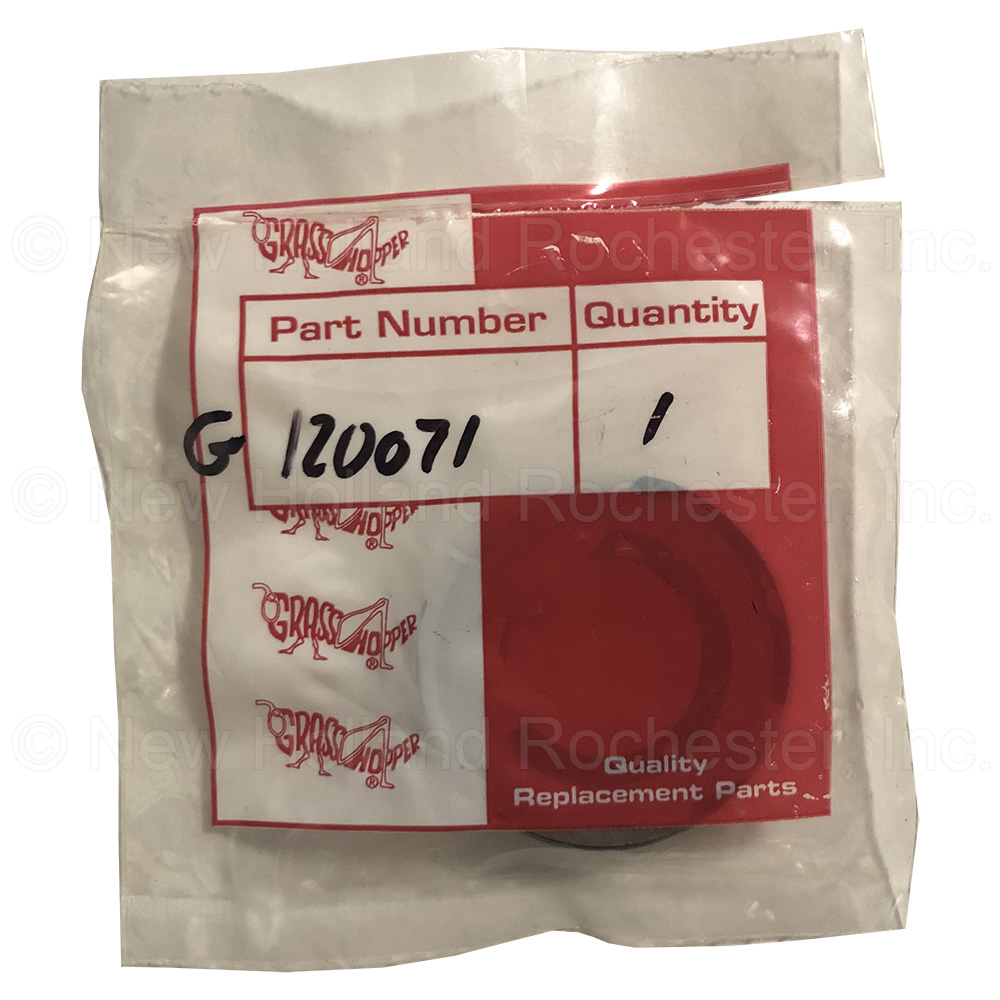 GRASSHOPPER®
© New Holland Rochester, Inc.
Part Number Quantity
G 120071 1
© New Holland Rochester, Inc.
HOPPER®
GRASSHOPPER®
GRASSHOPPER®
© New Holland Rochester, Inc.
Quality
Replacement Parts